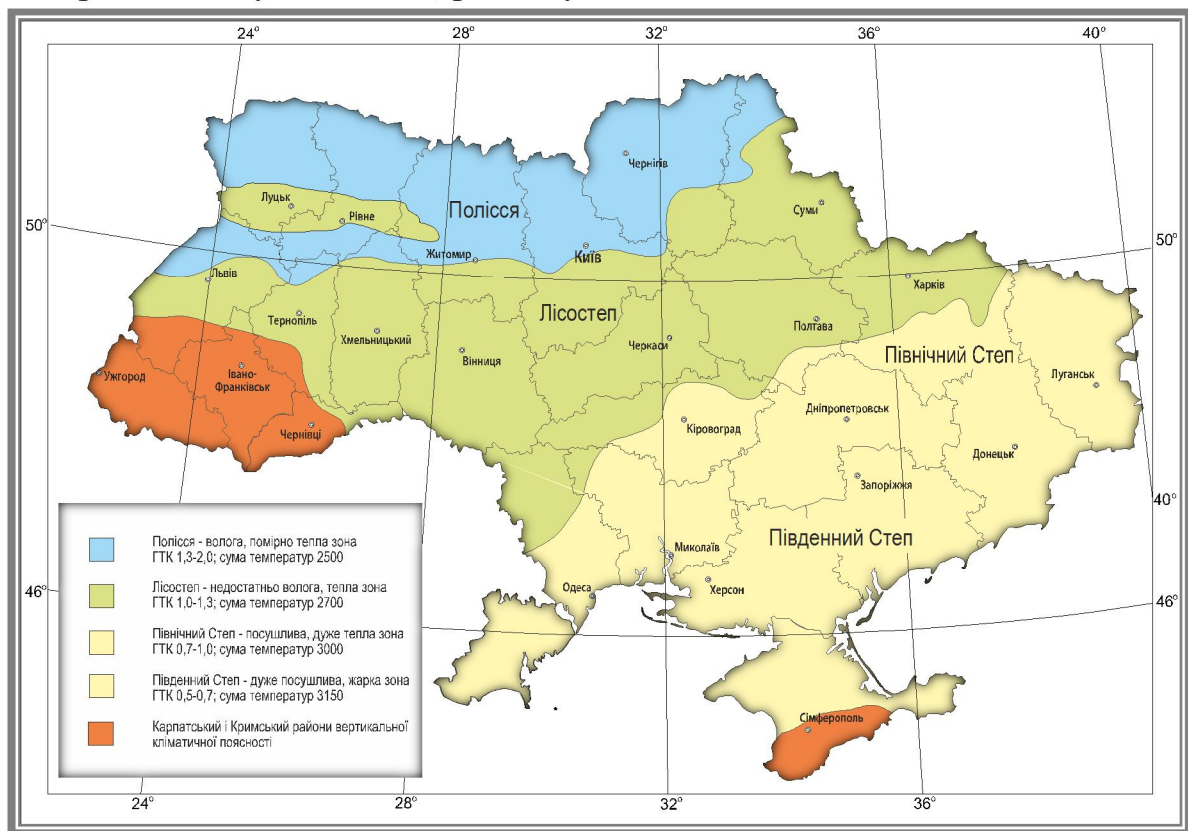 24°
28°
32°
36°
40°
Чернігів
Луцьк
Рівне
Полісся
Суми
50°
50°
Житомир
Київ
Львів
Харків
Тернопіль
Лісостеп
Полтава
Хмельницький
Черкаси
Вінниця
Північний Степ
Ужгород
Івано-
Франківськ
Луганськ
Дніпропетровськ
Чернівці
Кіровоград
Донецьк
Запоріжжя
40°
Південний Степ
Миколаїв
Одеса
Херсон
46°
46°
Сімферополь
Полісся - волога, помірно тепла зона
ГТК 1,3-2,0; сума температур 2500
Лісостеп - недостатньо волога, тепла зона
ГТК 1,0-1,3; сума температур 2700
Північний Степ - посушлива, дуже тепла зона
ГТК 0,7-1,0; сума температур 3000
Південний Степ - дуже посушлива, жарка зона
ГТК 0,5-0,7; сума температур 3150
Карпатський і Кримський райони вертикальної
кліматичної поясності
24°
28°
32°
36°